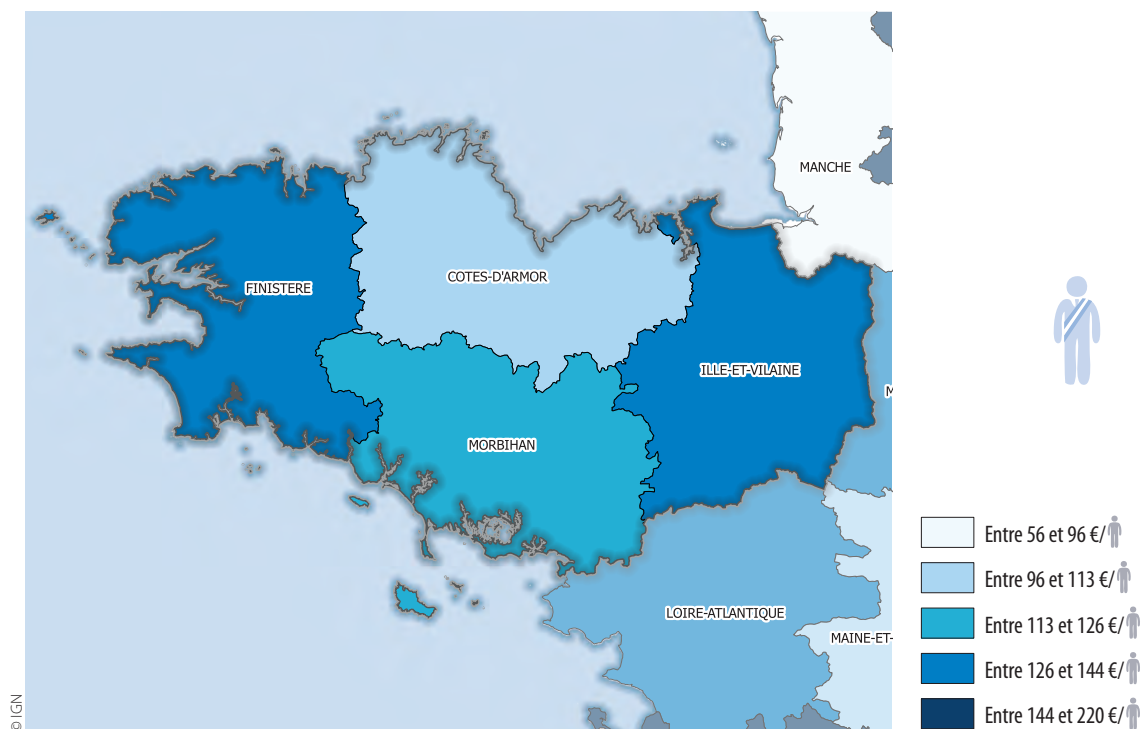 MANCHE
COTES-D'ARMOR
FINISTERE
ILLE-ET-VILAINE
M
MORBIHAN
LOIRE-ATLANTIQUE
MAINE-ET-
Entre 56 et 96 €/
Entre 96 et 113 €/
Entre 113 et 126 €/
Entre 126 et 144 €/
Entre 144 et 220 €/
© IGN